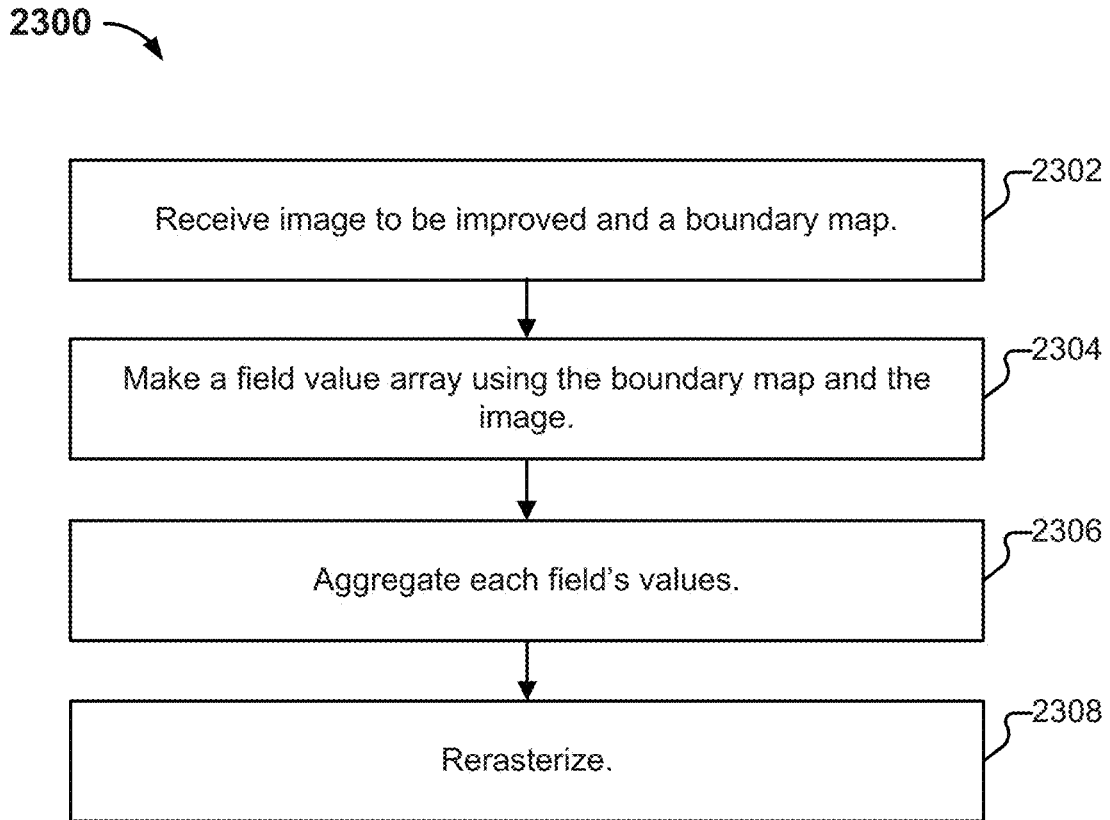 2300
2302
Receive image to be improved and a boundary map.
2304
Make a field value array using the boundary map and the
image.
2306
Aggregate each field's values.
2308
Rerasterize.